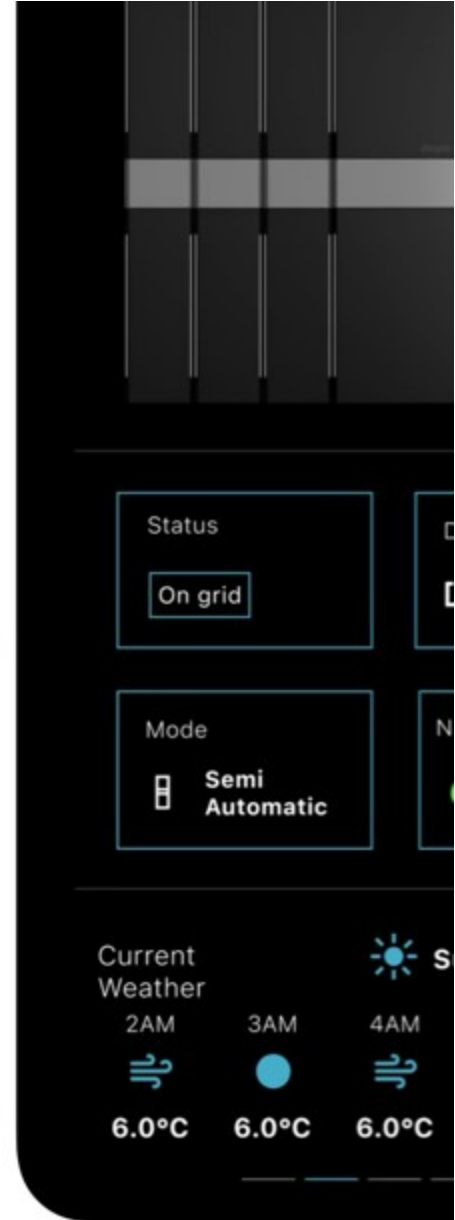 Status
On grid
Mode
Semi
Automatic
Current
Weather
2AM 3AM 4AM
6.0°C 6.0°C 6.0°C